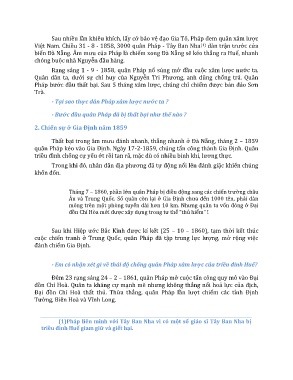 Sau nhiều lần khiêu khích, lấy cớ bảo vệ đạo Gia Tô, Pháp đem quân xâm lược
Việt Nam. Chiều 31 - 8 - 1858, 3000 quân Pháp - Tây Ban Nha(1) dàn trận trước cửa
biển Đà Nẵng. Âm mưu của Pháp là chiếm xong Đà Nẵng sẽ kéo thẳng ra Huế, nhanh
chóng buộc nhà Nguyễn đầu hàng.
Rạng sáng 1 - 9 - 1858, quân Pháp nổ súng mở đầu cuộc xâm lược nước ta.
Quân dân ta, dưới sự chỉ huy của Nguyễn Tri Phương, anh dũng chống trả. Quân
Pháp bước đầu thất bại. Sau 5 tháng xâm lược, chúng chỉ chiếm được bán đảo Sơn
Trà.
- Tại sao thực dân Pháp xâm lược nước ta ?
- Bước đầu quân Pháp đã bị thất bại như thế nào ?
2. Chiến sự ở Gia Định năm 1859
Thất bại trong âm mưu đánh nhanh, thắng nhanh ở Đà Nẵng, tháng 2 – 1859
quân Pháp kéo vào Gia Định. Ngày 17-2-1859, chúng tấn công thành Gia Định. Quân
triều đình chống cự yếu ớt rồi tan rã, mặc dù có nhiều binh khí, lương thực.
Trong khi đó, nhân dân địa phương đã tự động nổi lên đánh giặc khiến chúng
khốn đốn.
Tháng 7 – 1860, phần lớn quân Pháp bị điều động sang các chiến trường châu
Âu và Trung Quốc. Số quân còn lại ở Gia Định chưa đến 1000 tên, phải dàn
mỏng trên một phòng tuyến dài hơn 10 km. Nhưng quân ta vẫn đóng ở Đại
đồn Chí Hoà mới được xây dựng trong tư thế "thủ hiểm" !
Sau khi Hiệp ước Bắc Kinh được kí kết (25 – 10 – 1860), tạm thời kết thúc
cuộc chiến tranh ở Trung Quốc, quân Pháp đã tập trung lực lượng, mở rộng việc
đánh chiếm Gia Định.
- Em có nhận xét gì về thái độ chống quân Pháp xâm lược của triều đình Huế?
Đêm 23 rạng sáng 24 – 2 – 1861, quân Pháp mở cuộc tấn công quy mô vào Đại
đồn Chí Hoà. Quân ta kháng cự mạnh mẽ nhưng không thắng nổi hoả lực của địch,
Đại đồn Chí Hoà thất thủ. Thừa thắng, quân Pháp lần lượt chiếm các tỉnh Định
Tường, Biên Hoà và Vĩnh Long.
(1)Pháp liên minh với Tây Ban Nha vì có một số giáo sĩ Tây Ban Nha bị
triều đình Huế giam giữ và giết hại.